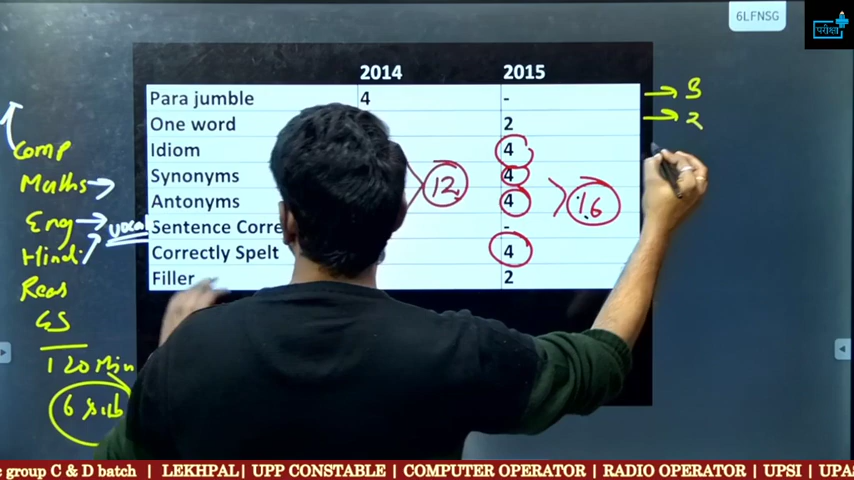 6LFNSG
परीक्षा
2014 2015
Para jumble 4 - → 3
One word 2 → 2
Idiom 4
Synonyms 4
Antonyms 4
12 16
Sentence Corre -
Correctly Spelt 4
Filler 2
Comp
Maths →
Eng → vocab
Hindi
Reas
GS
120 Min
6 sub
c group C & D batch | LEKHPAL| UPP CONSTABLE | COMPUTER OPERATOR | RADIO OPERATOR | UPSI | UPA